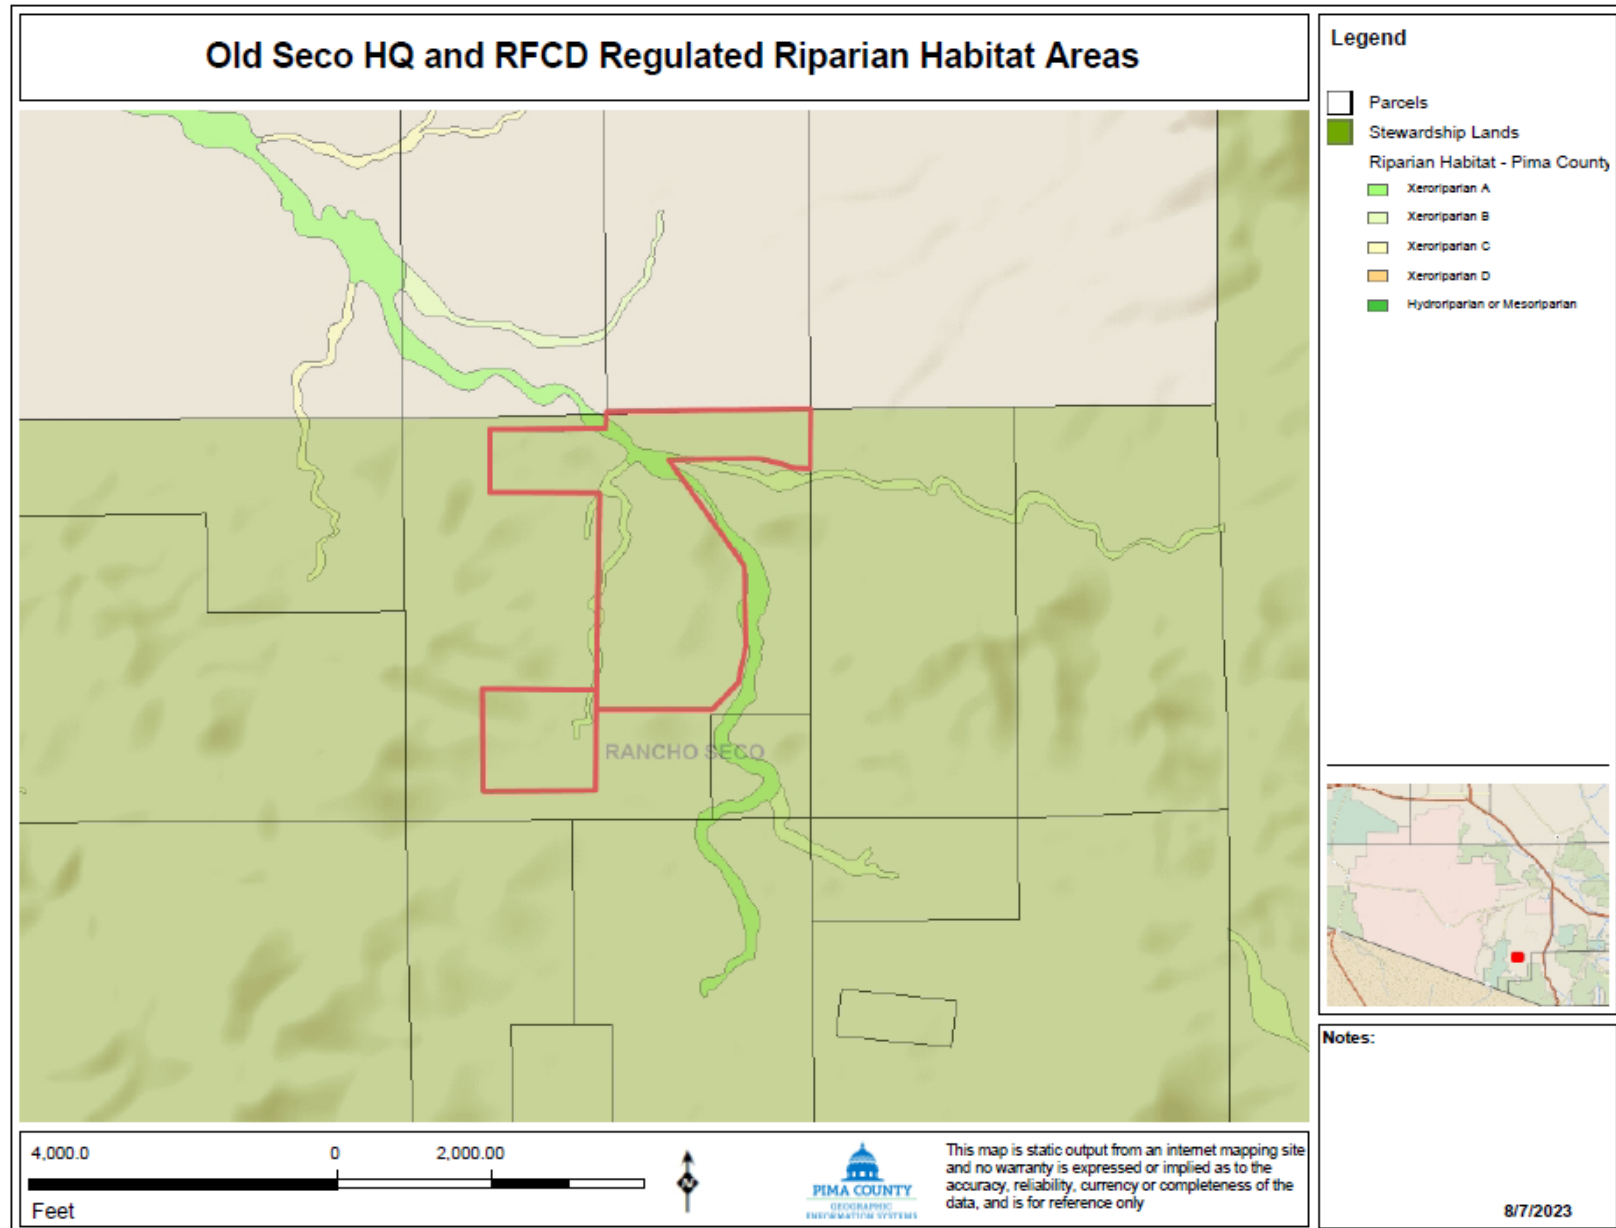 Old Seco HQ and RFCD Regulated Riparian Habitat Areas
Legend
Parcels
Stewardship Lands
Riparian Habitat - Pima County
Xeroriparian A
Xeroriparian B
Xeroriparian C
Xeroriparian D
Hydroriparian or Mesoriparian
RANCHO SECO
Notes:
8/7/2023
4,000.0 0 2,000.00
Feet
N
PIMA COUNTY
GEOGRAPHIC
INFORMATION SYSTEMS
This map is static output from an internet mapping site
and no warranty is expressed or implied as to the
accuracy, reliability, currency or completeness of the
data, and is for reference only